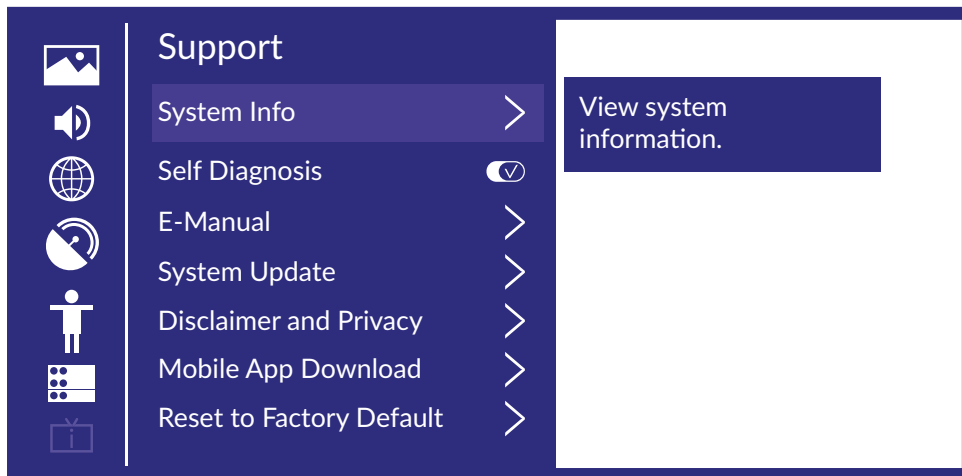 Support
System Info
View system
information.
Self Diagnosis
E-Manual
System Update
Disclaimer and Privacy
Mobile App Download
Reset to Factory Default